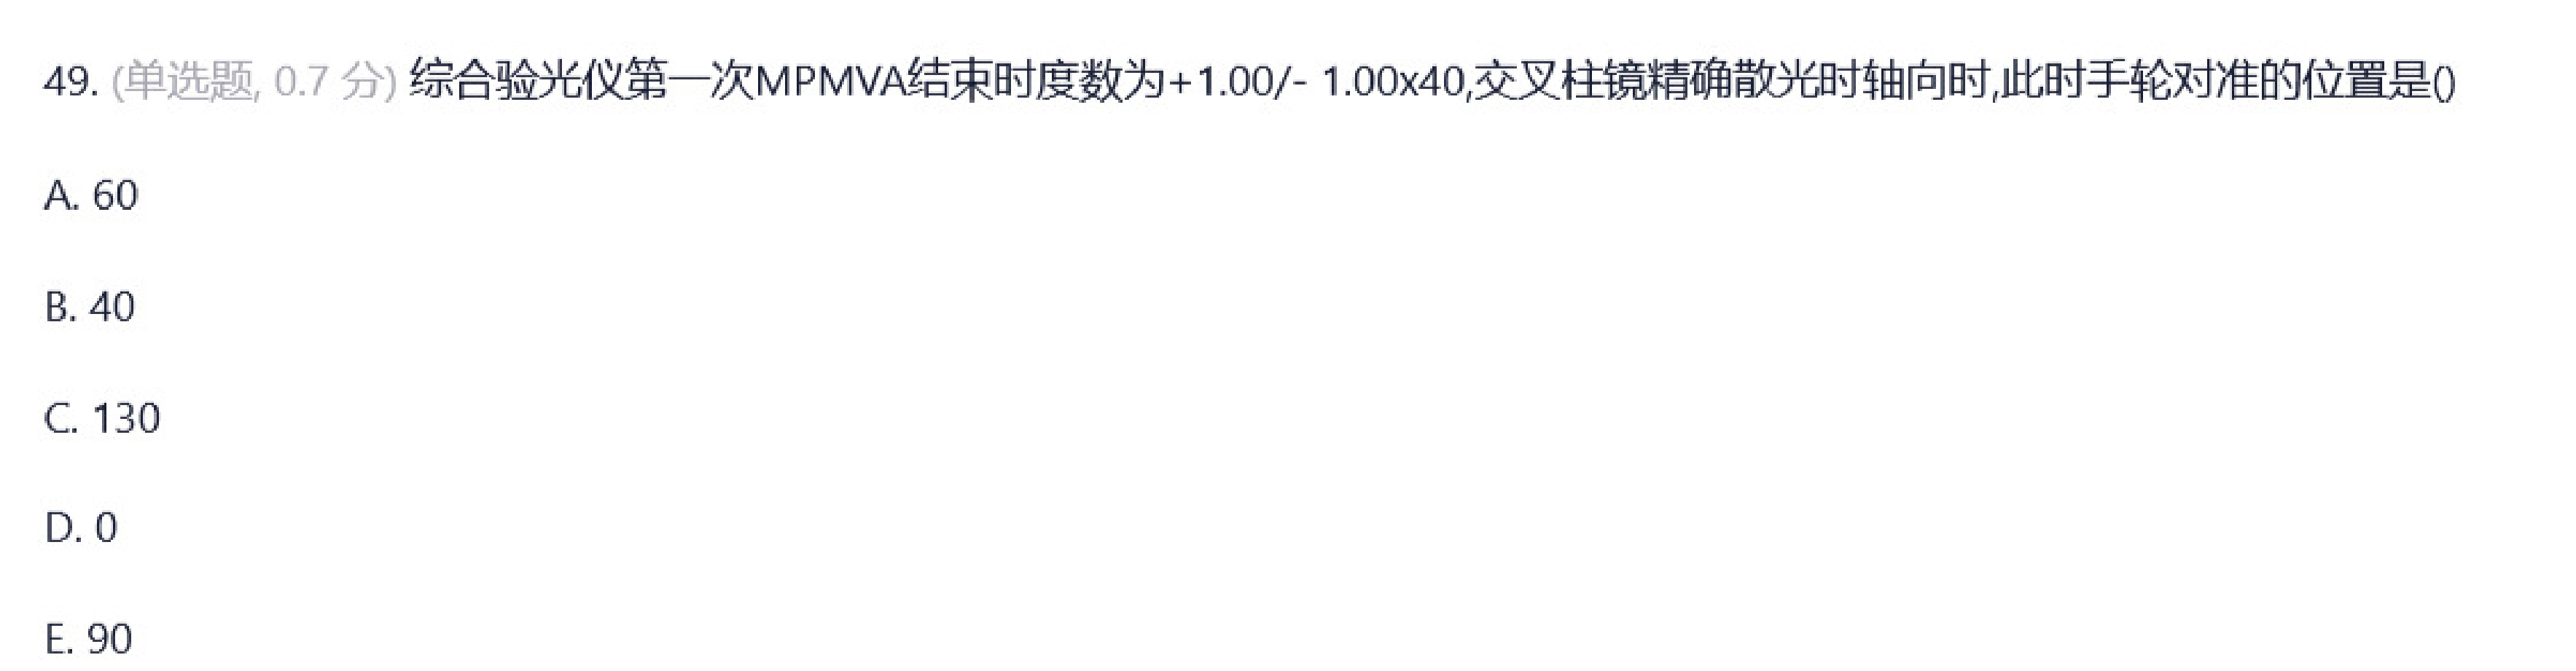 49. (单选题, 0.7 分) 综合验光仪第一次MPMVA结束时度数为+1.00/- 1.00x40,交叉柱镜精确散光时轴向时,此时手轮对准的位置是()
A. 60
B. 40
C. 130
D. 0
E. 90